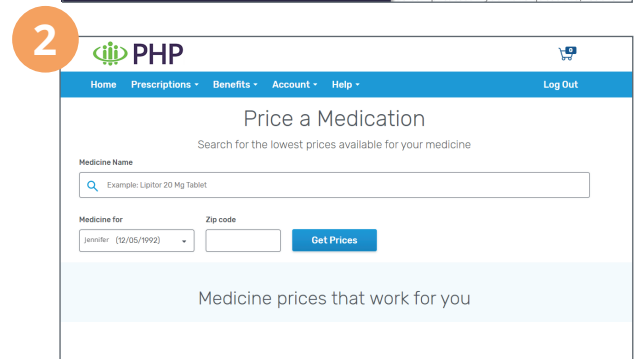 2
PHP
0
Home Prescriptions Benefits Account Help Log Out
Price a Medication
Search for the lowest prices available for your medicine
Medicine Name
Example: Lipitor 20 Mg Tablet
Medicine for Zip code
Jennifer (12/05/1992) Get Prices
Medicine prices that work for you